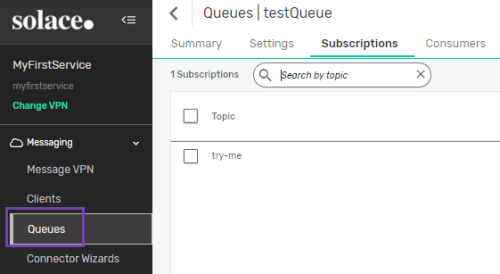 solace.
MyFirstService
myfirstservice
Change VPN
Messaging
Message VPN
Clients
Queues
Connector Wizards
Queues | testQueue
Summary Settings Subscriptions Consumers
1 Subscriptions Search by topic
Topic
try-me